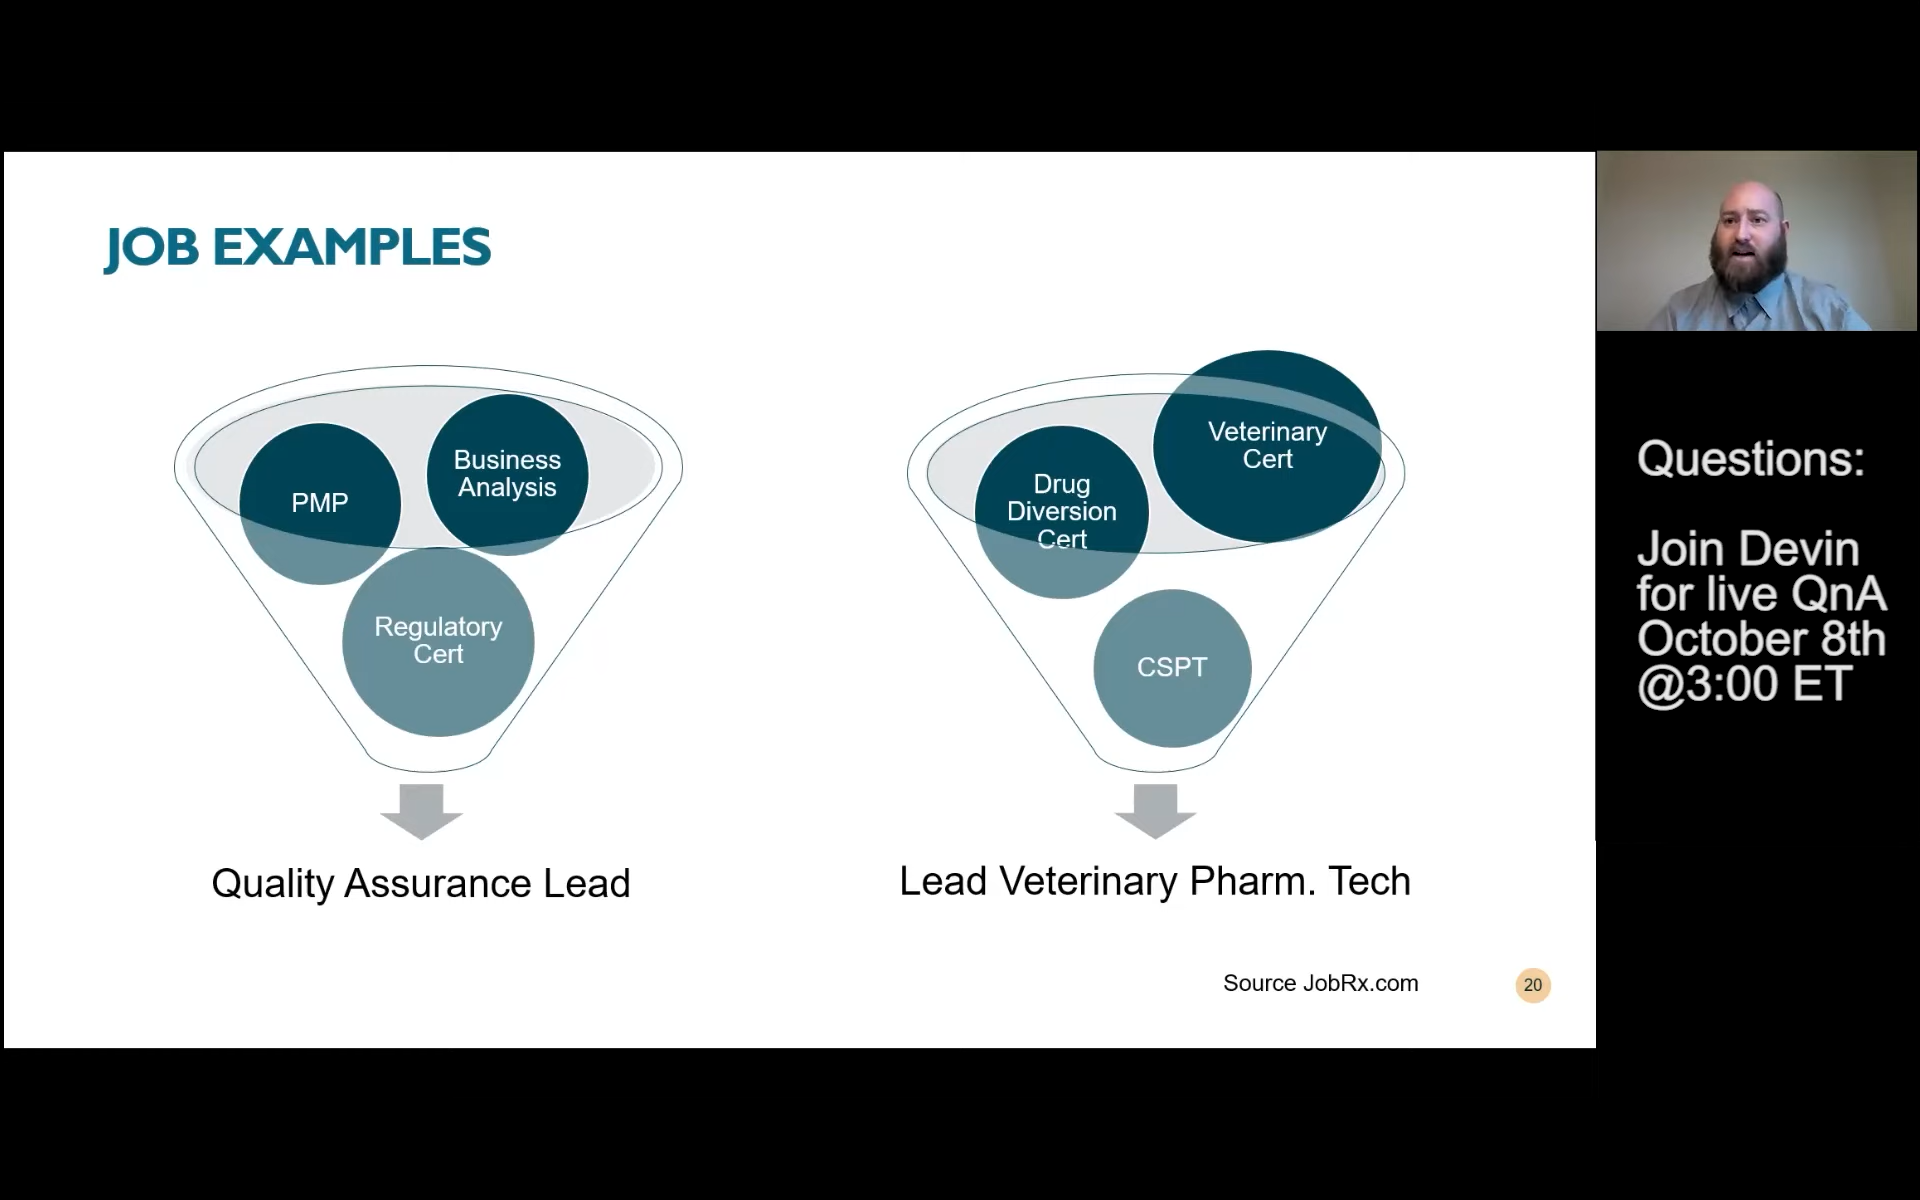 JOB EXAMPLES
PMP
Business
Analysis
Regulatory
Cert
Quality Assurance Lead
Drug
Diversion
Cert
Veterinary
Cert
CSPT
Lead Veterinary Pharm. Tech
Source JobRx.com
20
Questions:
Join Devin
for live QnA
October 8th
@3:00 ET